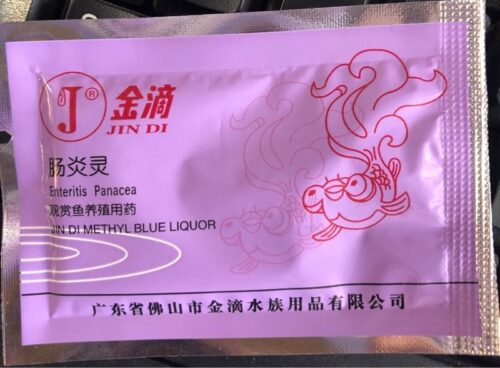 J®
金滴
JIN DI
肠炎灵
Enteritis Panacea
观赏鱼养殖用药
JIN DI METHYL BLUE LIQUOR
广东省佛山市金滴水族用品有限公司